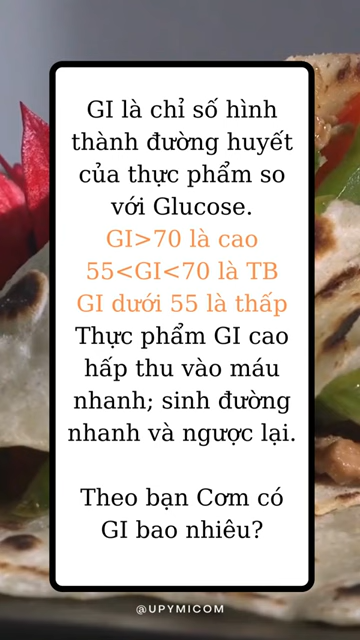 GI là chỉ số hình
thành đường huyết
của thực phẩm so
với Glucose.
GI>70 là cao
55<GI<70 là TB
GI dưới 55 là thấp
Thực phẩm GI cao
hấp thu vào máu
nhanh; sinh đường
nhanh và ngược lại.
Theo bạn Cơm có
GI bao nhiêu?
@UPYMICOM